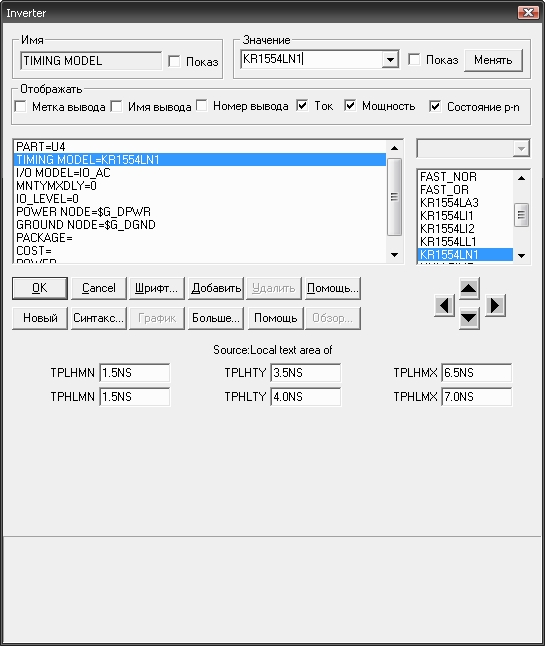 Inverter
Имя
Значение
TIMING MODEL
Показ
KR1554LN1
Показ
Менять
Отображать
Метка вывода
Имя вывода
Номер вывода
Ток
Мощность
Состояние p-n
PART=U4
TIMING MODEL=KR1554LN1
I/O MODEL=IO_AC
MNTYMXDLY=0
IO_LEVEL=0
POWER NODE=$G_DPWR
GROUND NODE=$G_DGND
PACKAGE=
COST=
FAST_NOR
FAST_OR
KR1554LA3
KR1554LI1
KR1554LI2
KR1554LL1
KR1554LN1
OK
Cancel
Шрифт...
Добавить
Удалить
Помощь...
Новый
Синтакс...
График
Больше...
Помощь
Обзор...
Source:Local text area of
TPLHMN 1.5NS
TPLHTY 3.5NS
TPLHMX 6.5NS
TPHLMN 1.5NS
TPHLTY 4.0NS
TPHLMX 7.0NS